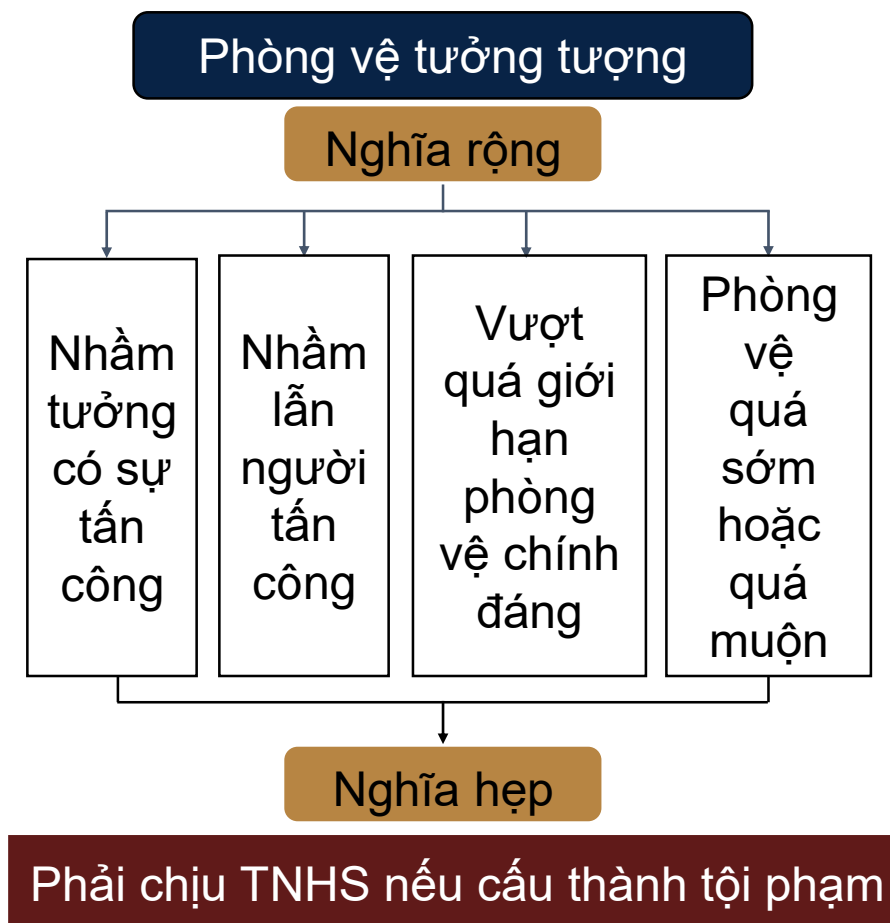 Phòng vệ tưởng tượng
Nghĩa rộng
Nhầm
tưởng
có sự
tấn
công
Nhầm
lẫn
người
tấn
công
Vượt
quá giới
hạn
phòng
vệ chính
đáng
Phòng
vệ
quá
sớm
hoặc
quá
muộn
Nghĩa hẹp
Phải chịu TNHS nếu cấu thành tội phạm